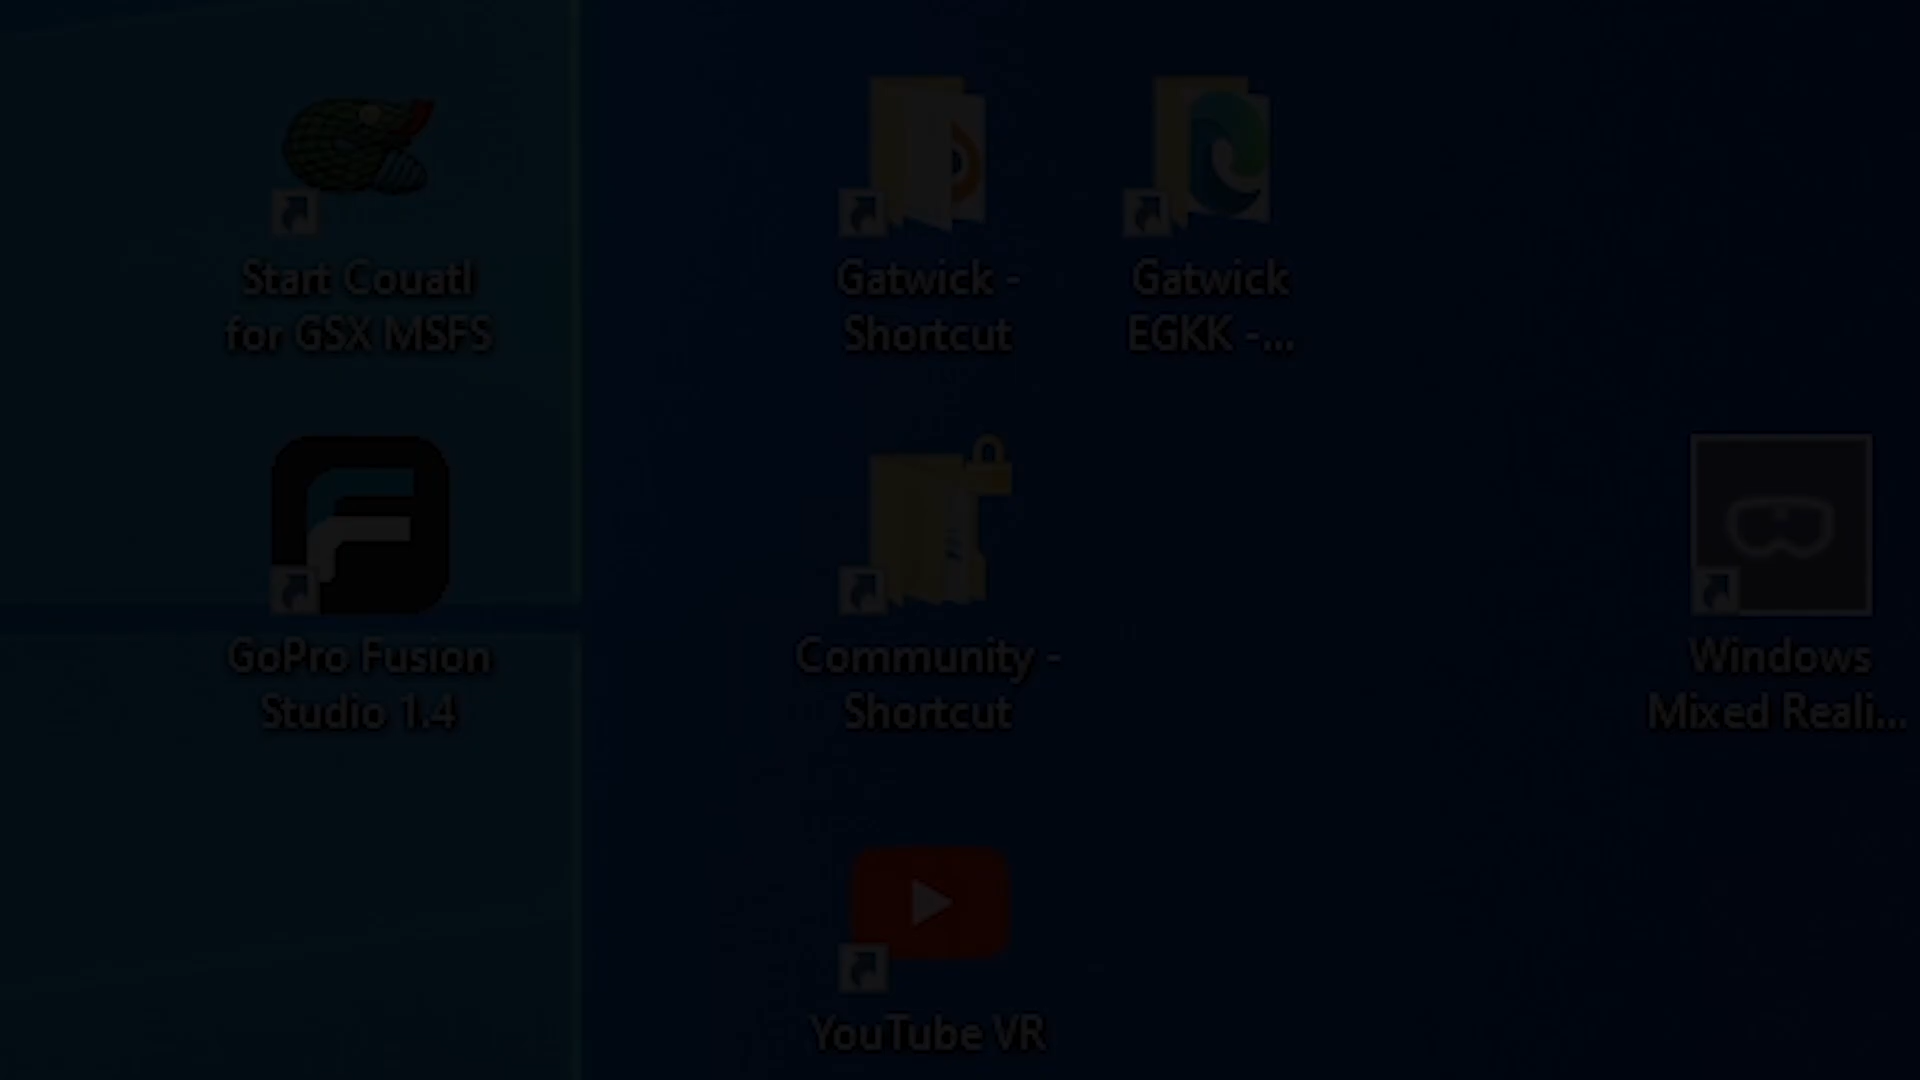 Start Couatl
for GSX MSFS
Gatwick -
Shortcut
Gatwick
EGKK -...
GoPro Fusion
Studio 1.4
Community -
Shortcut
Windows
Mixed Reali...
YouTube VR